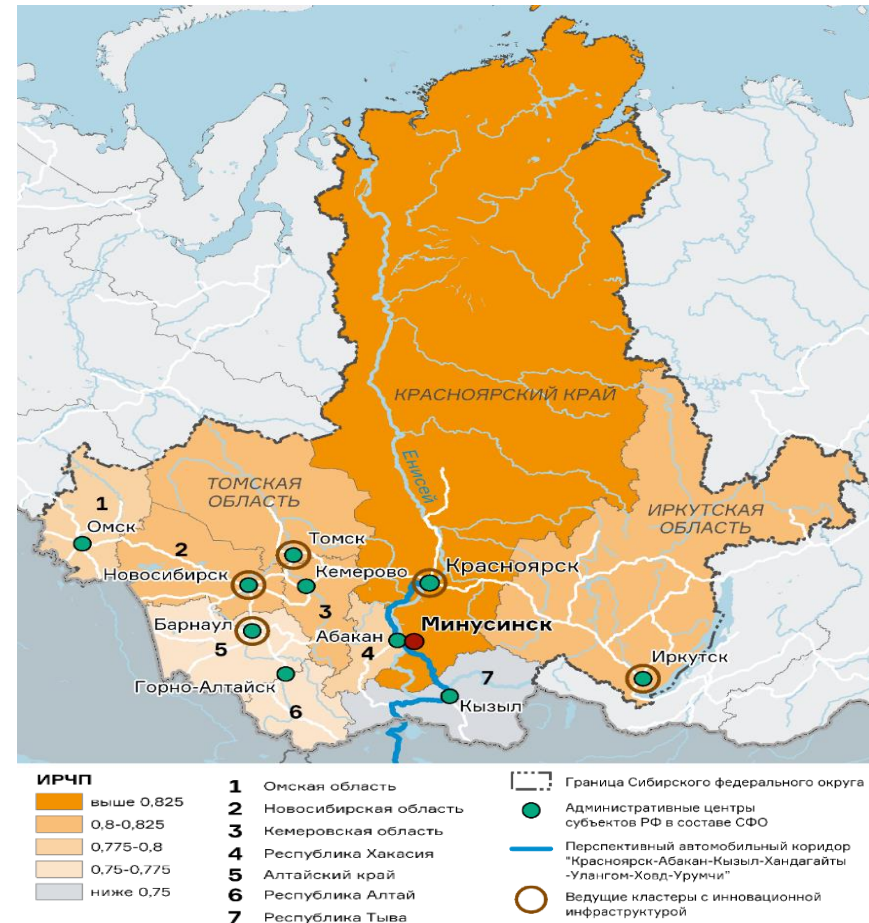 КРАСНОЯРСКИЙ КРАЙ
Енисей
ТОМСКАЯ
ОБЛАСТЬ
ИРКУТСКАЯ
ОБЛАСТЬ
1
Омск
2
Томск
Новосибирск
Кемерово
Красноярск
3
Барнаул
Абакан
Минусинск
5
4
Иркутск
7
Горно-Алтайск
6
Кызыл
ИРЧП
выше 0,825
0,8-0,825
0,775-0,8
0,75-0,775
ниже 0,75
1 Омская область
2 Новосибирская область
3 Кемеровская область
4 Республика Хакасия
5 Алтайский край
6 Республика Алтай
7 Республика Тыва
Граница Сибирского федерального округа
Административные центры
субъектов РФ в составе СФО
Перспективный автомобильный коридор
"Красноярск-Абакан-Кызыл-Хандагайты
-Улангом-Ховд-Урумчи"
Ведущие кластеры с инновационной
инфраструктурой